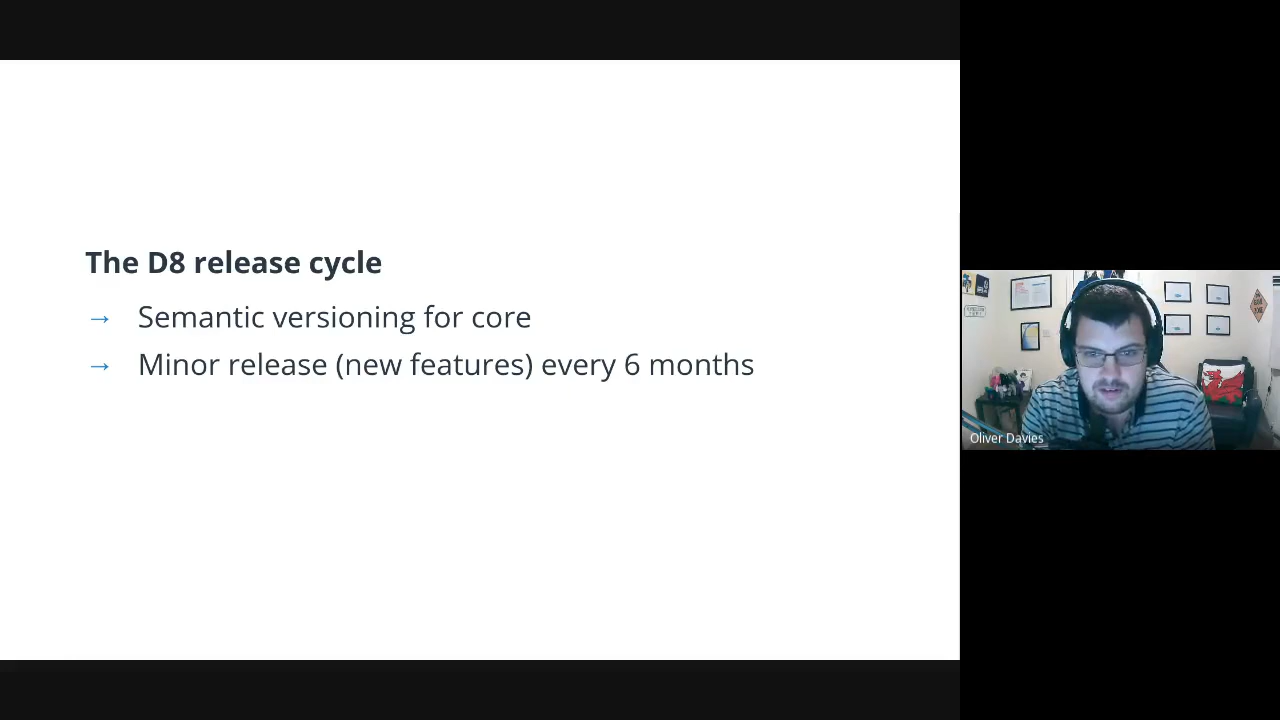 The D8 release cycle
→ Semantic versioning for core
→ Minor release (new features) every 6 months
Oliver Davies